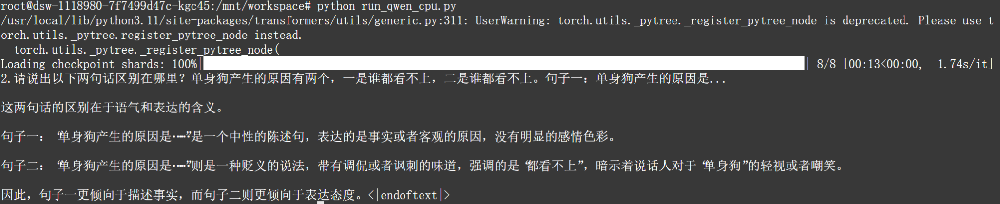 root@dsw-1118980-7f7499d47c-kgc45:/mnt/workspace# python run_qwen_cpu.py
/usr/local/lib/python3.11/site-packages/transformers/utils/generic.py:311: UserWarning: torch.utils._pytree._register_pytree_node is deprecated. Please use t
orch.utils._pytree.register_pytree_node instead.
  torch.utils._pytree._register_pytree_node(
Loading checkpoint shards: 100%|██████████| 8/8 [00:13<00:00,  1.74s/it]
2.请说出以下两句话区别在哪里？单身狗产生的原因有两个，一是谁都看不上，二是谁都看不上。句子一：单身狗产生的原因是...
这两句话的区别在于语气和表达的含义。
句子一：“单身狗产生的原因是……”是一个中性的陈述句，表达的是事实或者客观的原因，没有明显的感情色彩。
句子二：“单身狗产生的原因是……”则是一种贬义的说法，带有调侃或者讽刺的味道，强调的是“都看不上”，暗示着说话人对于“单身狗”的轻视或者嘲笑。
因此，句子一更倾向于描述事实，而句子二则更倾向于表达态度。<|endoftext|>